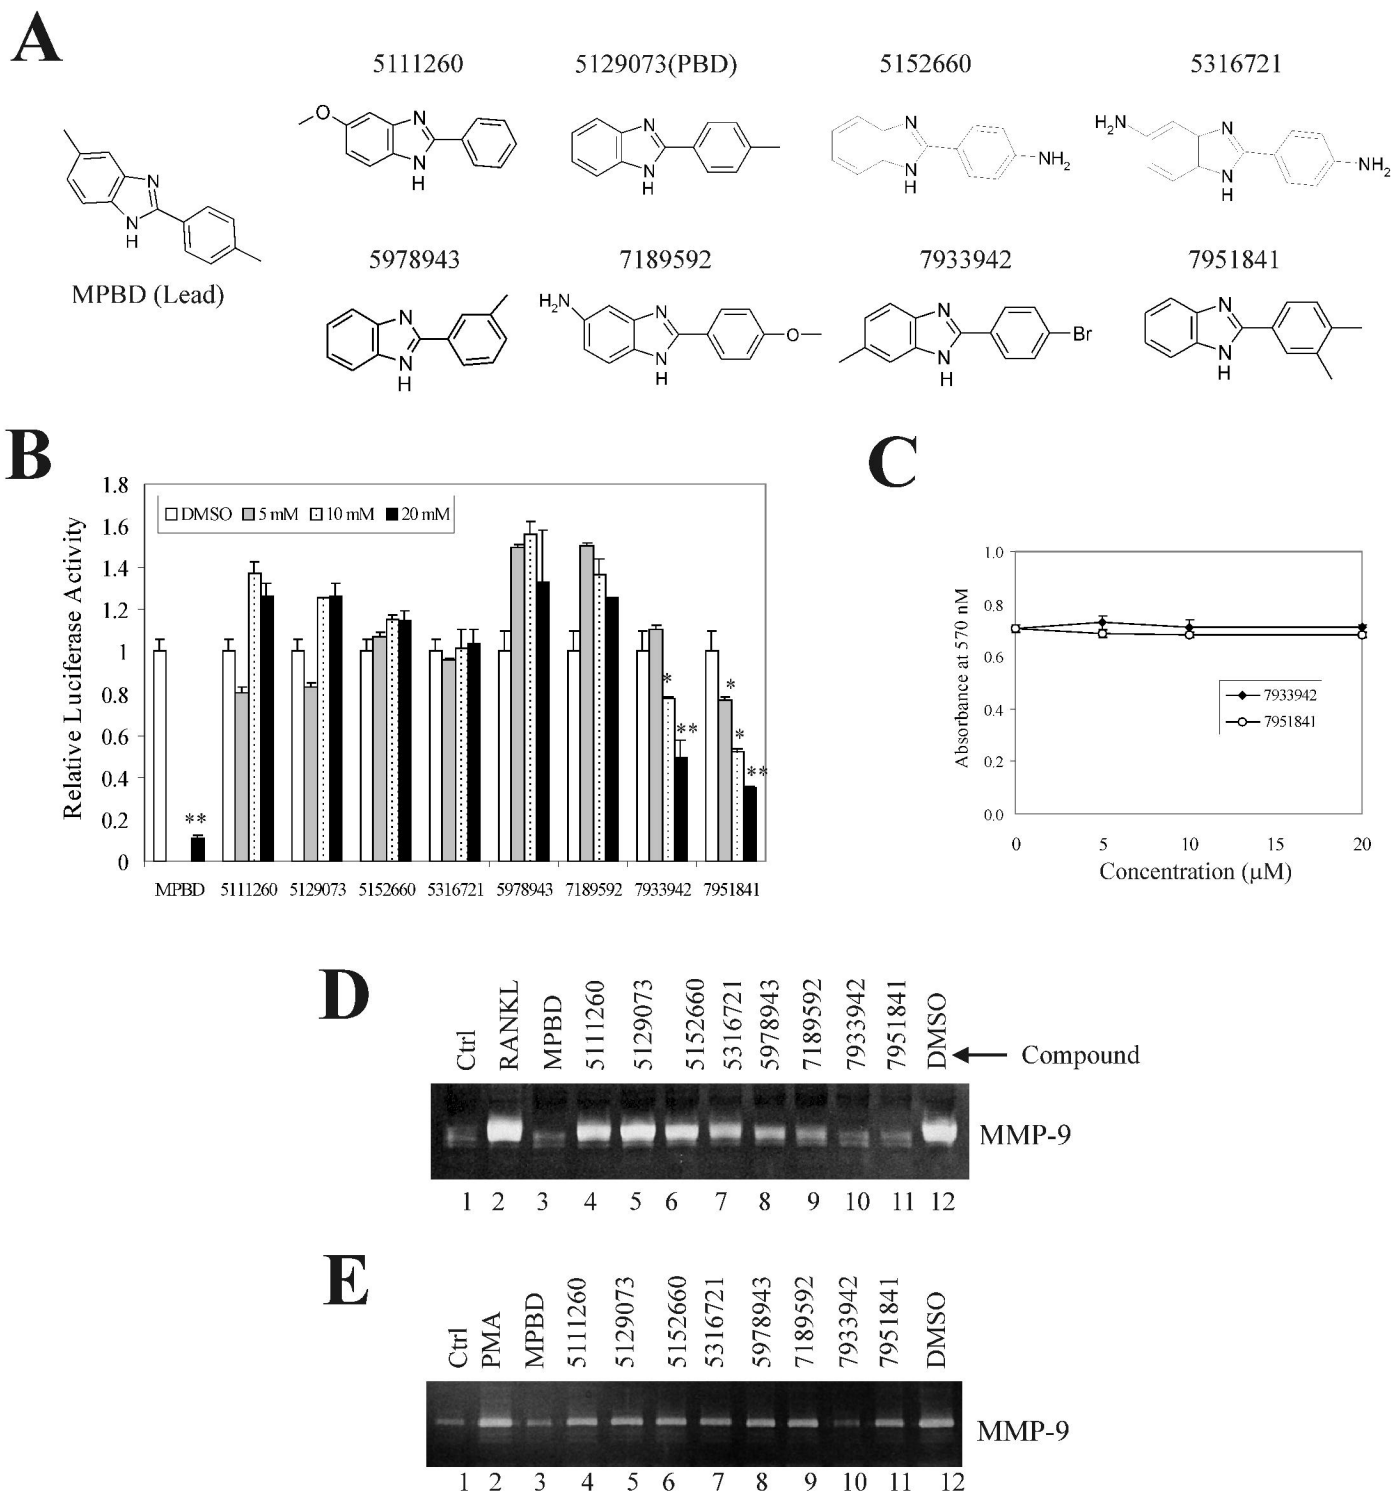 A
5111260
5129073(PBD)
5152660
5316721
O
N
N
H
N
N
H
N
N
H
NH2
H2N
N
N
H
NH2
N
N
H
MPBD (Lead)
5978943
7189592
7933942
7951841
N
N
H
H2N
N
N
H
O
N
N
H
Br
N
N
H
B
Relative Luciferase Activity
1.8
1.6
1.4
1.2
1
0.8
0.6
0.4
0.2
0
DMSO 5 mM 10 mM 20 mM
**
*
**
*
*
**
MPBD 5111260 5129073 5152660 5316721 5978943 7189592 7933942 7951841
C
Absorbance at 570 nM
1.0
0.8
0.6
0.4
0.2
0.0
7933942
7951841
0 5 10 15 20
Concentration (µM)
D
Ctrl RANKL MPBD 5111260 5129073 5152660 5316721 5978943 7189592 7933942 7951841 DMSO
Compound
MMP-9
1 2 3 4 5 6 7 8 9 10 11 12
E
Ctrl PMA MPBD 5111260 5129073 5152660 5316721 5978943 7189592 7933942 7951841 DMSO
MMP-9
1 2 3 4 5 6 7 8 9 10 11 12